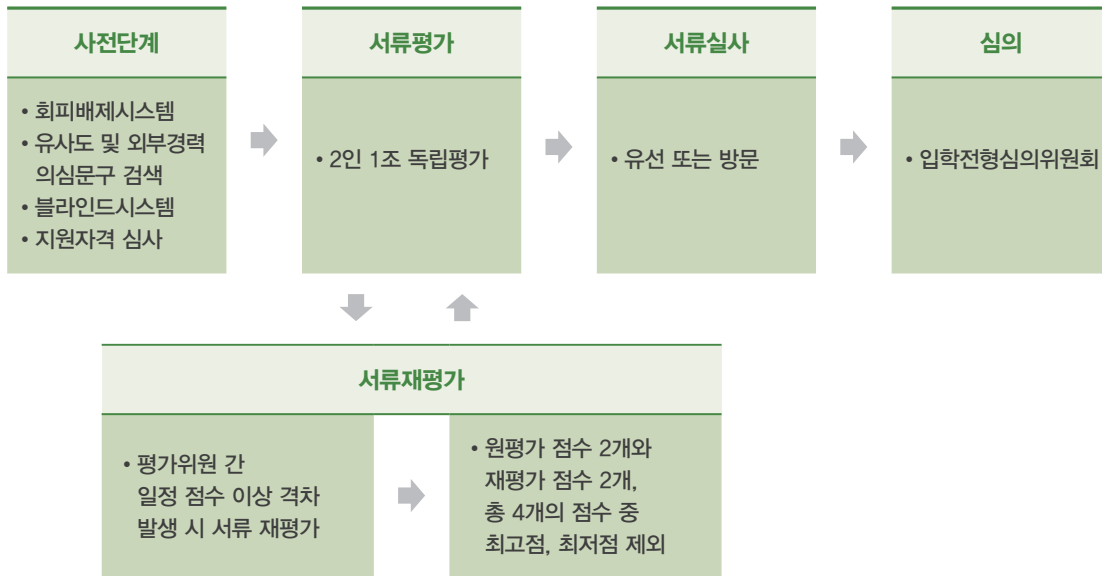 사전단계
• 회피배제시스템
• 유사도 및 외부경력
의심문구 검색
• 블라인드시스템
• 지원자격 심사
서류평가
• 2인 1조 독립평가
서류실사
• 유선 또는 방문
심의
• 입학전형심의위원회
서류재평가
• 평가위원 간
일정 점수 이상 격차
발생 시 서류 재평가
• 원평가 점수 2개와
재평가 점수 2개,
총 4개의 점수 중
최고점, 최저점 제외